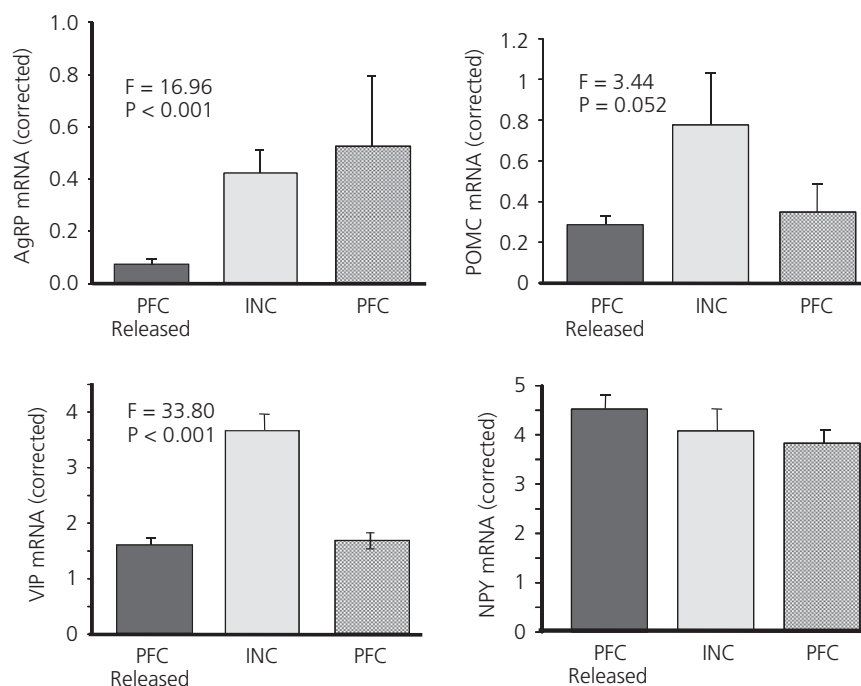 AgRP mRNA (corrected)
1.0
0.8
0.6
0.4
0.2
0.0
F = 16.96
P < 0.001
PFC
Released
INC
PFC
POMC mRNA (corrected)
1.2
1
0.8
0.6
0.4
0.2
0
F = 3.44
P = 0.052
PFC
Released
INC
PFC
VIP mRNA (corrected)
4
3
2
1
0
F = 33.80
P < 0.001
PFC
Released
INC
PFC
NPY mRNA (corrected)
5
4
3
2
1
0
PFC
Released
INC
PFC